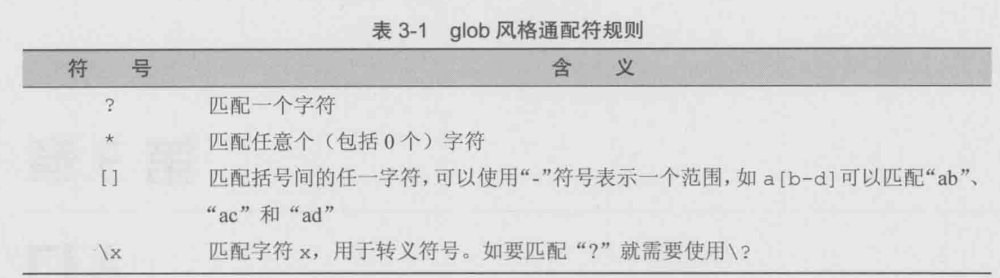 表 3-1 glob 风格通配符规则
符 号 含 义
? 匹配一个字符
* 匹配任意个（包括 0 个）字符
[] 匹配括号间的任一字符，可以使用“-”符号表示一个范围，如 a[b-d]可以匹配“ab”、
“ac”和“ad”
\x 匹配字符 x，用于转义符号。如要匹配“?”就需要使用\?